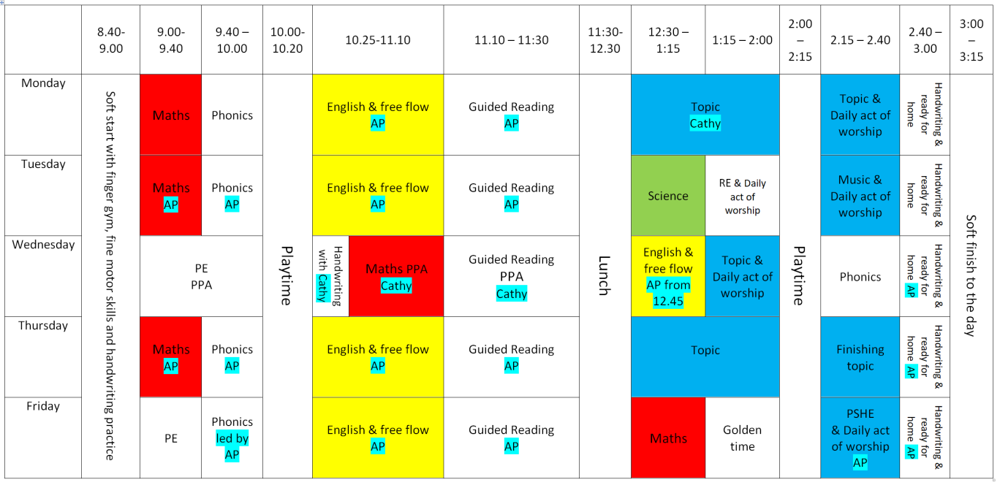 8.40-
9.00
9.00-
9.40
9.40 –
10.00
10.00-
10.20
10.25-11.10
11.10 – 11:30
11:30-
12.30
12:30 –
1:15
1:15 – 2:00
2:00
–
2:15
2.15 – 2.40
2.40 –
3.00
3:00
–
3:15
Monday
Soft start with finger gym, fine motor skills and handwriting practice
Maths
Phonics
Playtime
English & free flow
AP
Guided Reading
AP
Lunch
Topic
Cathy
Playtime
Topic &
Daily act of
worship
Handwriting &
ready for
home
Soft finish to the day
Tuesday
Maths
AP
Phonics
AP
English & free flow
AP
Guided Reading
AP
Science
RE & Daily
act of
worship
Music &
Daily act of
worship
Handwriting &
ready for
home
Wednesday
PE
PPA
Handwriting
with Cathy
Maths PPA
Cathy
Guided Reading
PPA
Cathy
English &
free flow
AP from
12.45
Topic &
Daily act of
worship
Phonics
Handwriting &
ready for
home AP
Thursday
Maths
AP
Phonics
AP
English & free flow
AP
Guided Reading
AP
Topic
Finishing
topic
Handwriting &
ready for
home AP
Friday
PE
Phonics
led by
AP
English & free flow
AP
Guided Reading
AP
Maths
Golden
time
PSHE
& Daily act
of worship
AP
Handwriting &
ready for
home AP